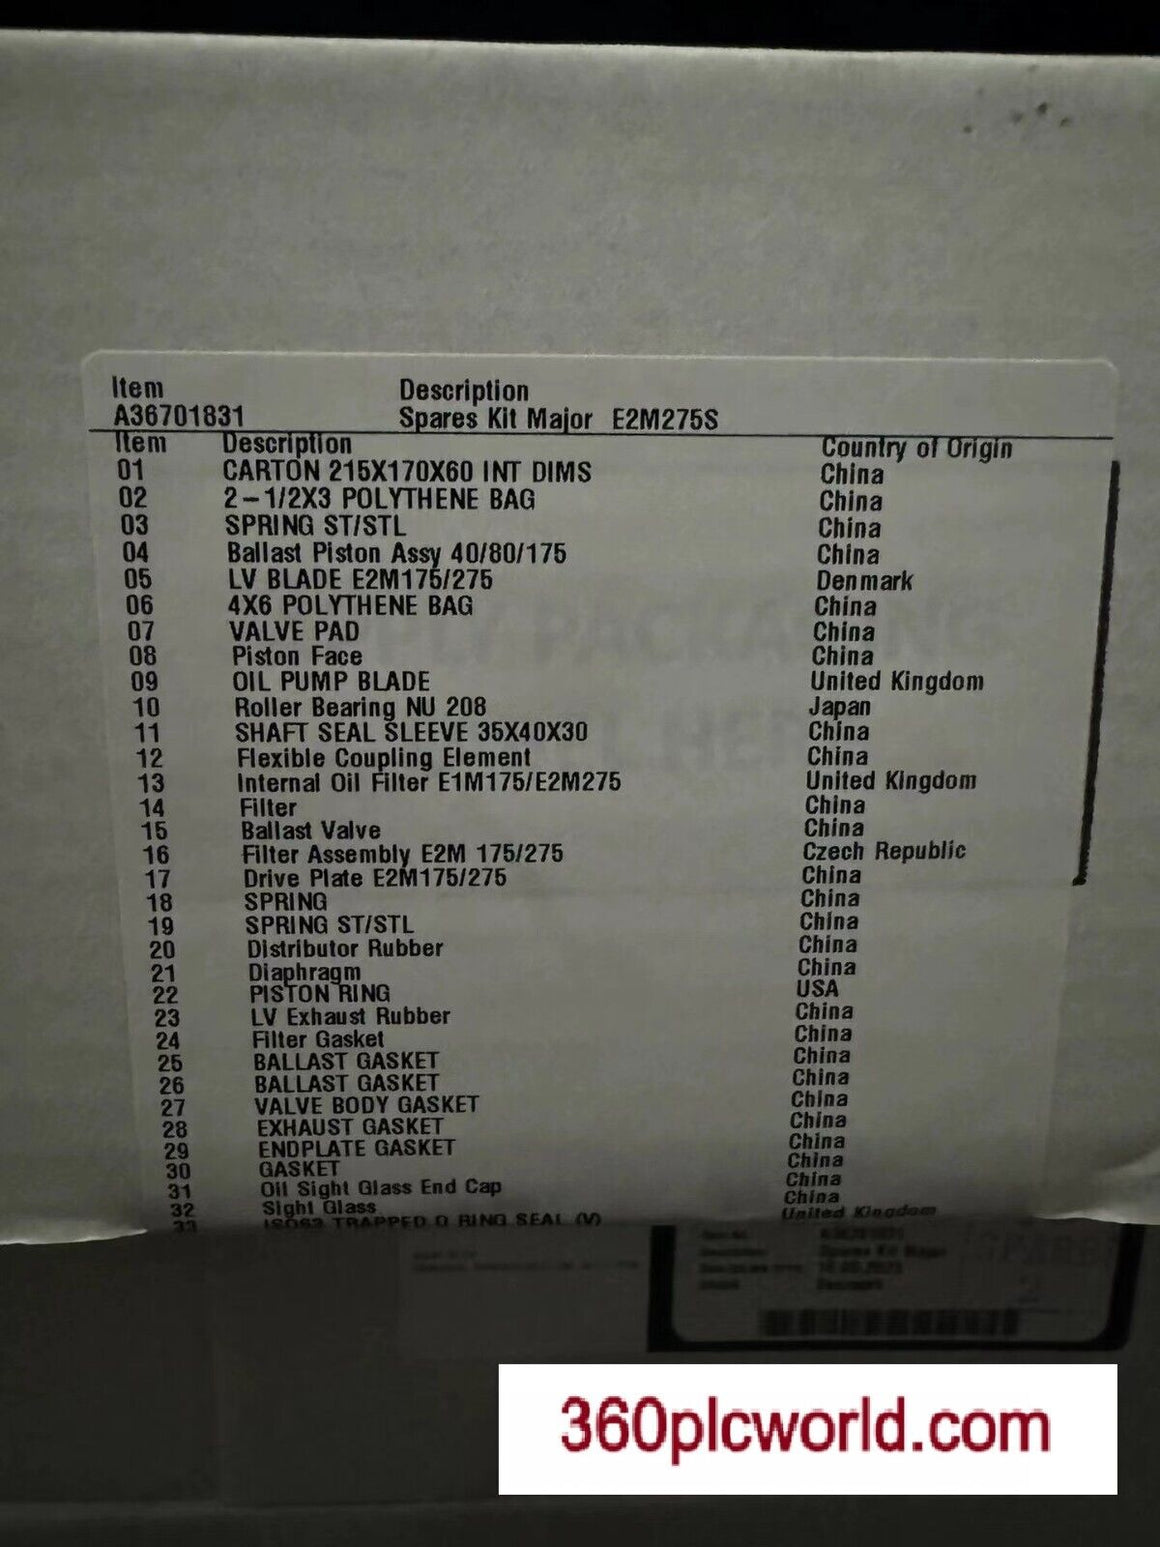 Item Description
A36701831 Spares Kit Major E2M275S
Item Description Country of Origin
01 CARTON 215X170X60 INT DIMS China
02 2-1/2X3 POLYTHENE BAG China
03 SPRING ST/STL China
04 Ballast Piston Assy 40/80/175 China
05 LV BLADE E2M175/275 Denmark
06 4X6 POLYTHENE BAG China
07 VALVE PAD China
08 Piston Face China
09 OIL PUMP BLADE United Kingdom
10 Roller Bearing NU 208 Japan
11 SHAFT SEAL SLEEVE 35X40X30 China
12 Flexible Coupling Element China
13 Internal Oil Filter E1M175/E2M275 United Kingdom
14 Filter China
15 Ballast Valve China
16 Filter Assembly E2M 175/275 Czech Republic
17 Drive Plate E2M175/275 China
18 SPRING China
19 SPRING ST/STL China
20 Distributor Rubber China
21 Diaphragm China
22 PISTON RING USA
23 LV Exhaust Rubber China
24 Filter Gasket China
25 BALLAST GASKET China
26 BALLAST GASKET China
27 VALVE BODY GASKET China
28 EXHAUST GASKET China
29 ENDPLATE GASKET China
30 GASKET China
31 Oil Sight Glass End Cap China
32 Sight Glass China
33 ISO63 TRAPPED O RING SEAL (V) United Kingdom
Spares Kit Major
360plcworld.com